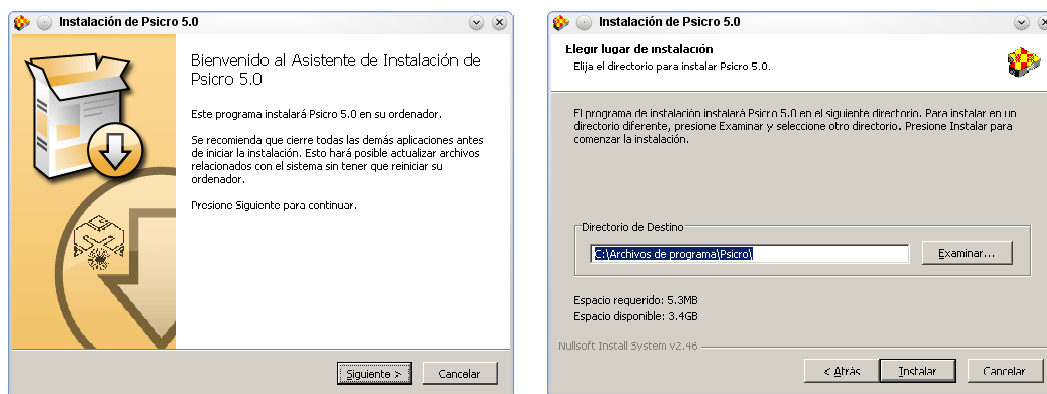 Instalación de Psicro 5.0
Bienvenido al Asistente de Instalación de
Psicro 5.0
Este programa instalará Psicro 5.0 en su ordenador.
Se recomienda que cierre todas las demás aplicaciones antes
de iniciar la instalación. Esto hará posible actualizar archivos
relacionados con el sistema sin tener que reiniciar su
ordenador.
Presione Siguiente para continuar.
Siguiente >
Cancelar
Instalación de Psicro 5.0
Elegir lugar de instalación
Elija el directorio para instalar Psicro 5.0.
El programa de instalación instalará Psicro 5.0 en el siguiente directorio. Para instalar en un
directorio diferente, presione Examinar y seleccione otro directorio. Presione Instalar para
comenzar la instalación.
Directorio de Destino
C:\Archivos de programa\Psicro\
Examinar...
Espacio requerido: 5.3MB
Espacio disponible: 3.4GB
Nullsoft Install System v2.46
< Atrás
Instalar
Cancelar